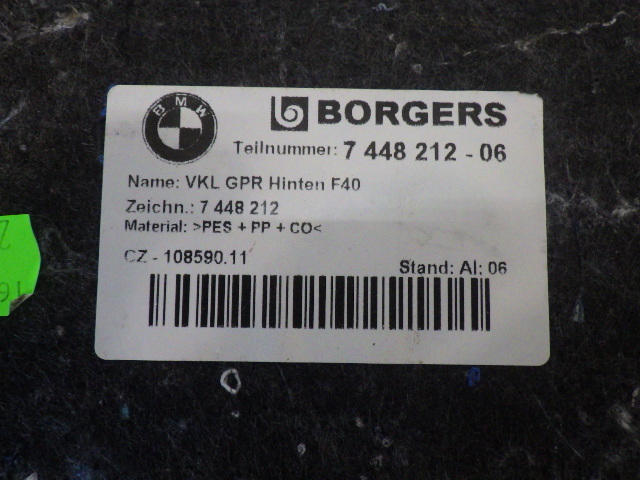 BMW
BORGERS
Teilnummer: 7 448 212 - 06
Name: VKL GPR Hinten F40
Zeichn.: 7 448 212
Material: >PES + PP + CO<
CZ - 108590.11
Stand: AI: 06